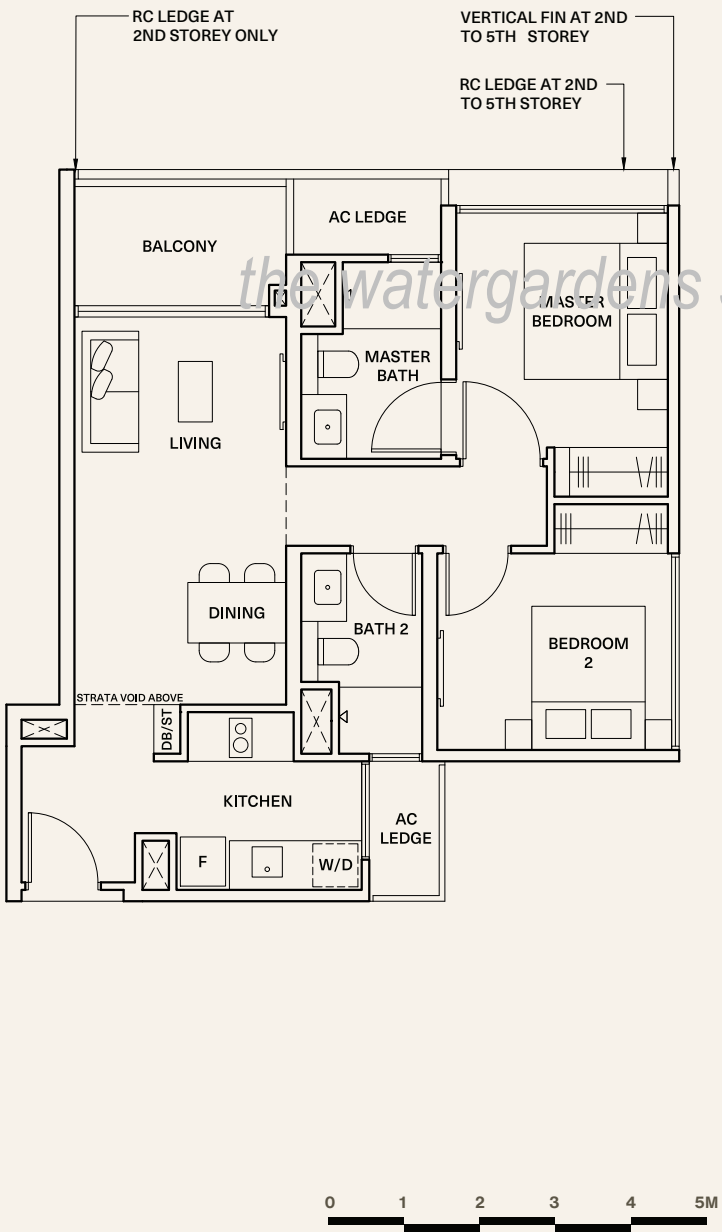 RC LEDGE AT
2ND STOREY ONLY
VERTICAL FIN AT 2ND
TO 5TH STOREY
RC LEDGE AT 2ND
TO 5TH STOREY
AC LEDGE
BALCONY
the watergardens
MASTER
BEDROOM
MASTER
BATH
LIVING
DINING
BATH 2
BEDROOM
2
STRATA VOID ABOVE
DB/ST
KITCHEN
AC
LEDGE
F
W/D
0 1 2 3 4 5M